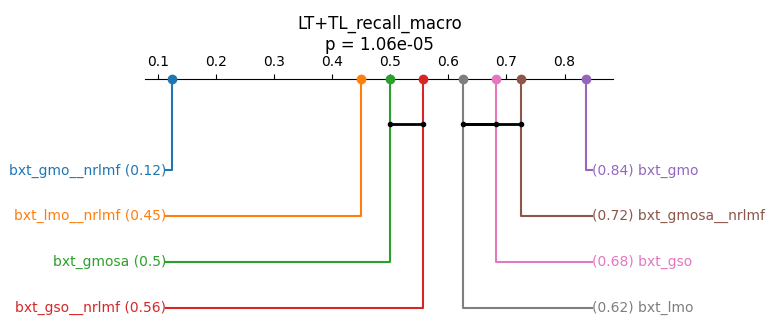 LT+TL_recall_macro
p = 1.06e-05
0.1 0.2 0.3 0.4 0.5 0.6 0.7 0.8
bxt_gmo__nrlmf (0.12) (0.84) bxt_gmo
bxt_lmo__nrlmf (0.45) (0.72) bxt_gmosa__nrlmf
bxt_gmosa (0.5) (0.68) bxt_gso
bxt_gso__nrlmf (0.56) (0.62) bxt_lmo